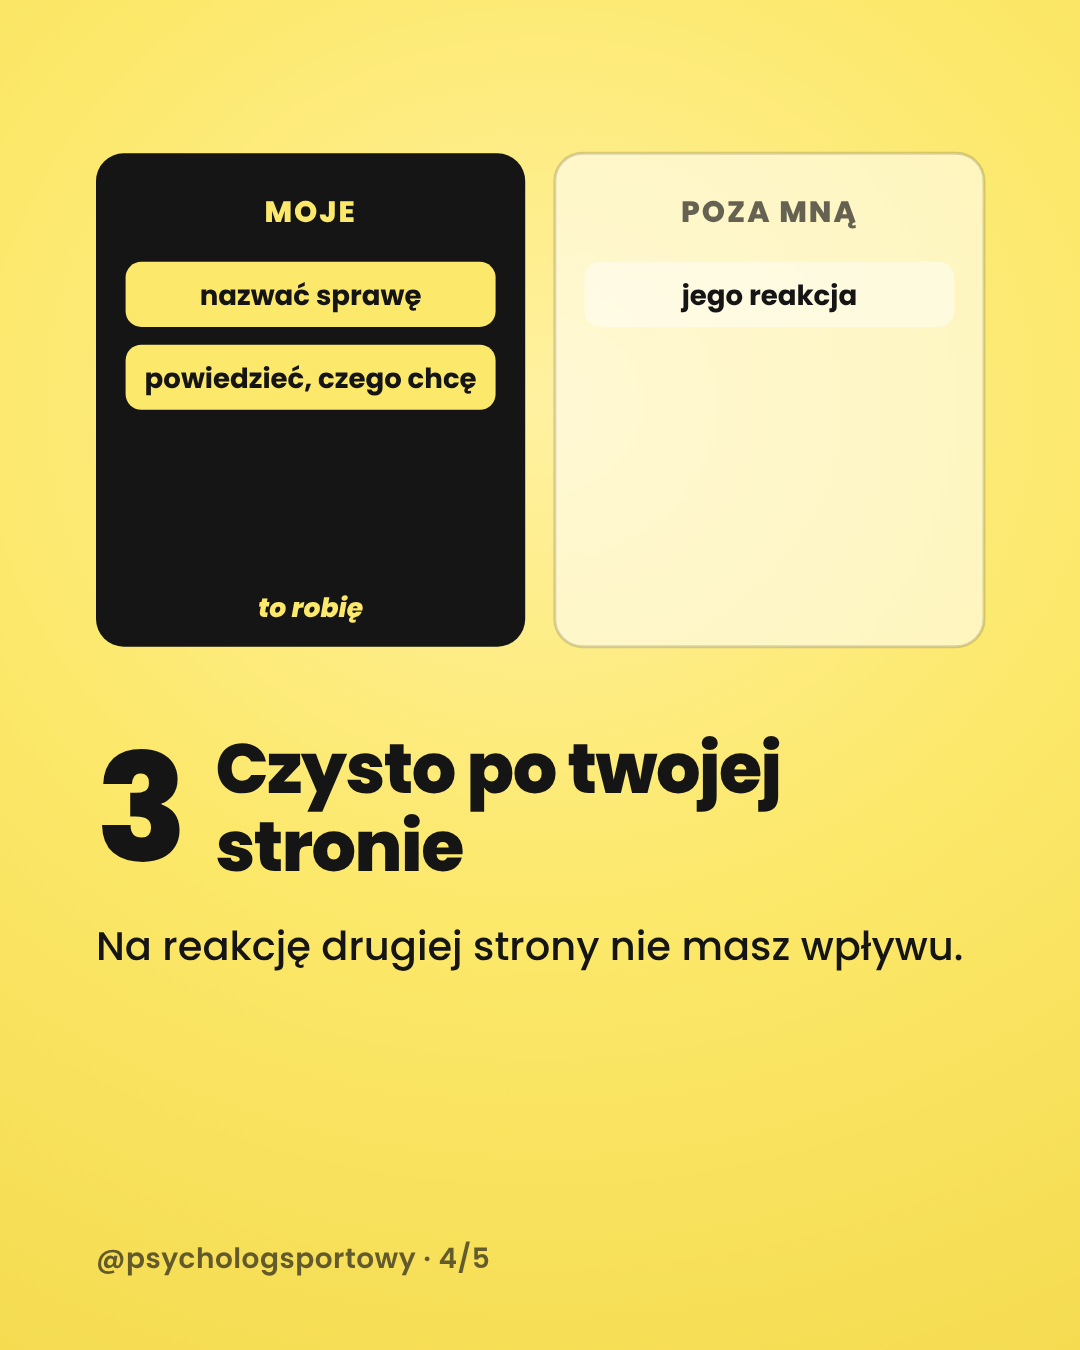 MOJE
nazwać sprawę
powiedzieć, czego chcę
to robię
POZA MNĄ
jego reakcja
3
Czysto po twojej
stronie
Na reakcję drugiej strony nie masz wpływu.
@psychologsportowy · 4/5